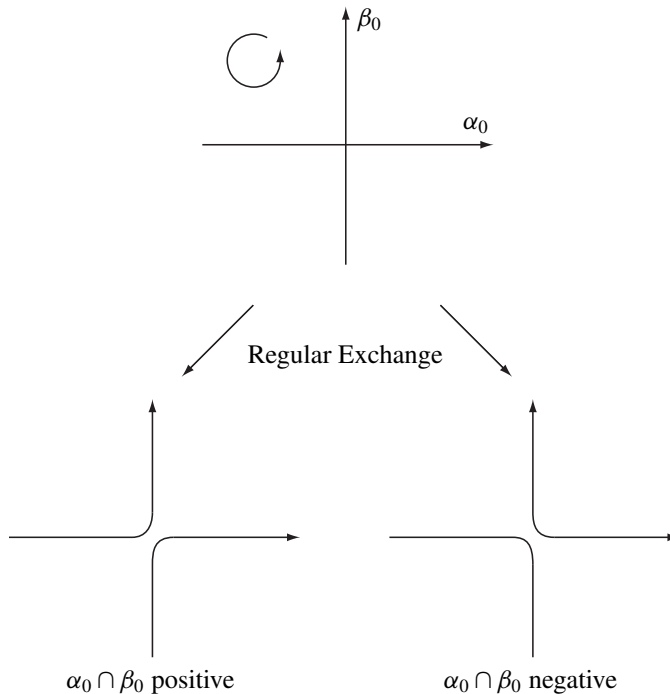 β₀
α₀
Regular Exchange
α₀ ∩ β₀ positive
α₀ ∩ β₀ negative